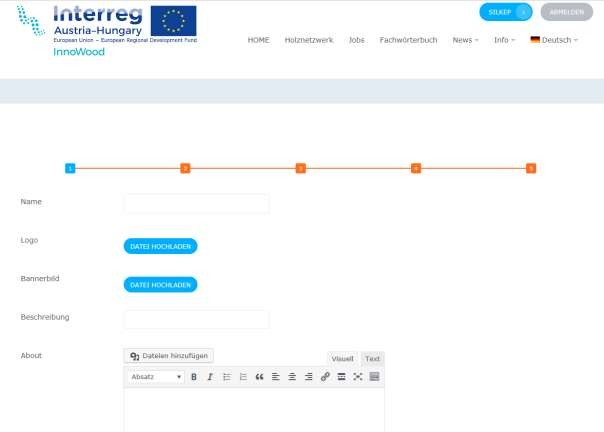 Interreg
SILKEP
ABMELDEN
Austria-Hungary
European Union – European Regional Development Fund
InnoWood
HOME Holznetzwerk Jobs Fachwörterbuch News Info Deutsch
1 2 3 4 5
Name
Logo DATEI HOCHLADEN
Bannerbild DATEI HOCHLADEN
Beschreibung
About Dateien hinzufügen Visuell Text
Absatz B I